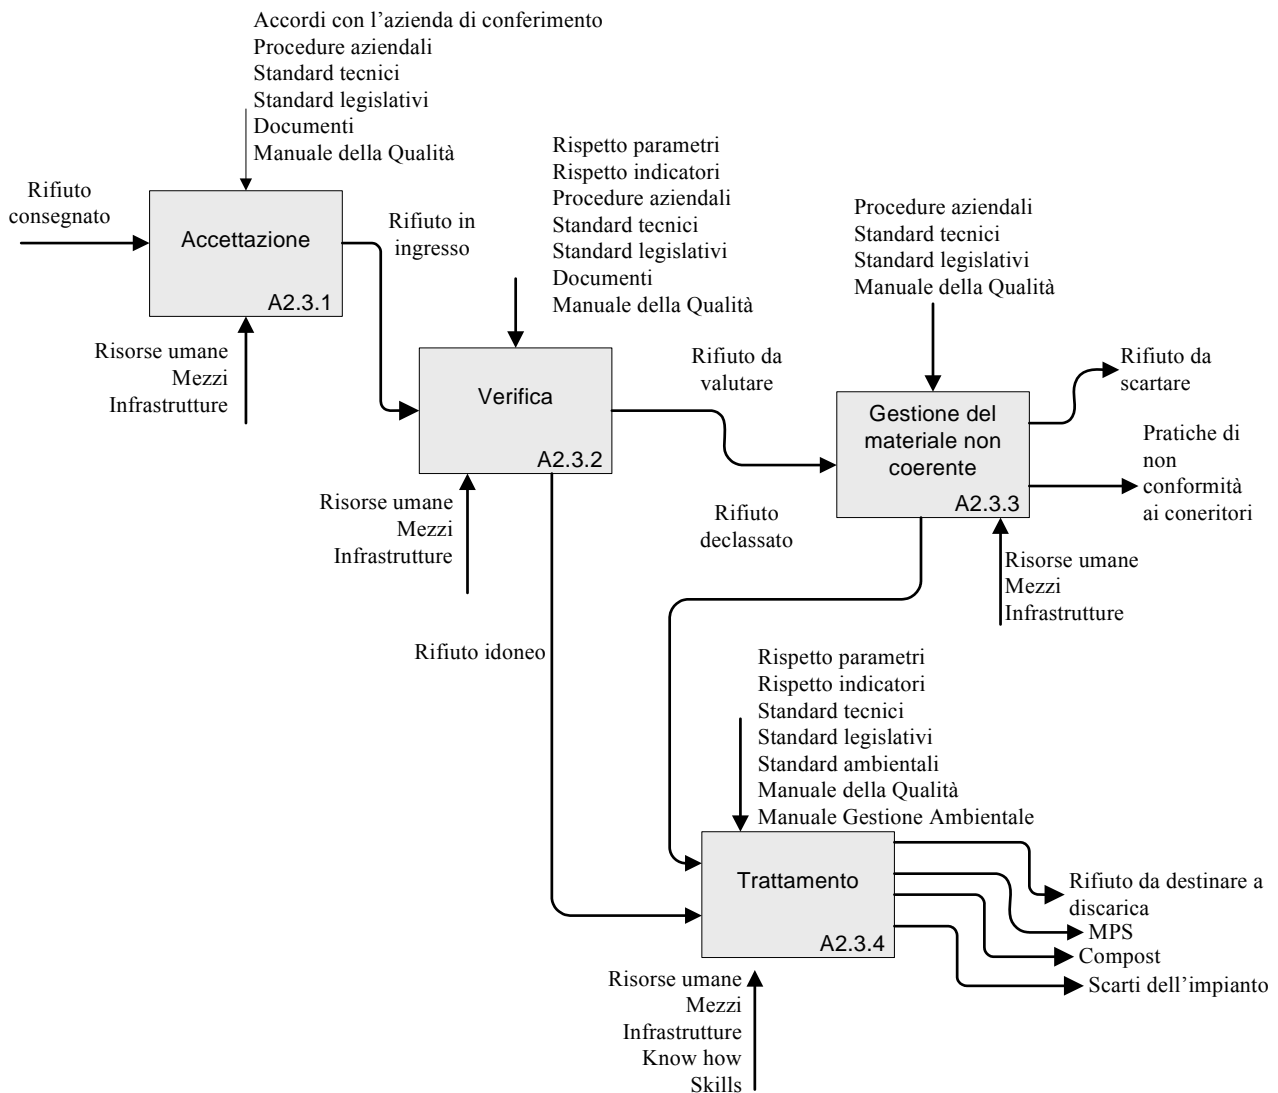 Accordi con l’azienda di conferimento
Procedure aziendali
Standard tecnici
Standard legislativi
Documenti
Manuale della Qualità
Rifiuto
consegnato
Accettazione
A2.3.1
Rifiuto in
ingresso
Risorse umane
Mezzi
Infrastrutture
Rispetto parametri
Rispetto indicatori
Procedure aziendali
Standard tecnici
Standard legislativi
Documenti
Manuale della Qualità
Verifica
A2.3.2
Risorse umane
Mezzi
Infrastrutture
Rifiuto da
valutare
Procedure aziendali
Standard tecnici
Standard legislativi
Manuale della Qualità
Gestione del
materiale non
coerente
A2.3.3
Rifiuto da
scartare
Pratiche di
non
conformità
ai coneritori
Rifiuto
declassato
Risorse umane
Mezzi
Infrastrutture
Rifiuto idoneo
Rispetto parametri
Rispetto indicatori
Standard tecnici
Standard legislativi
Standard ambientali
Manuale della Qualità
Manuale Gestione Ambientale
Trattamento
A2.3.4
Rifiuto da destinare a
discarica
MPS
Compost
Scarti dell’impianto
Risorse umane
Mezzi
Infrastrutture
Know how
Skills